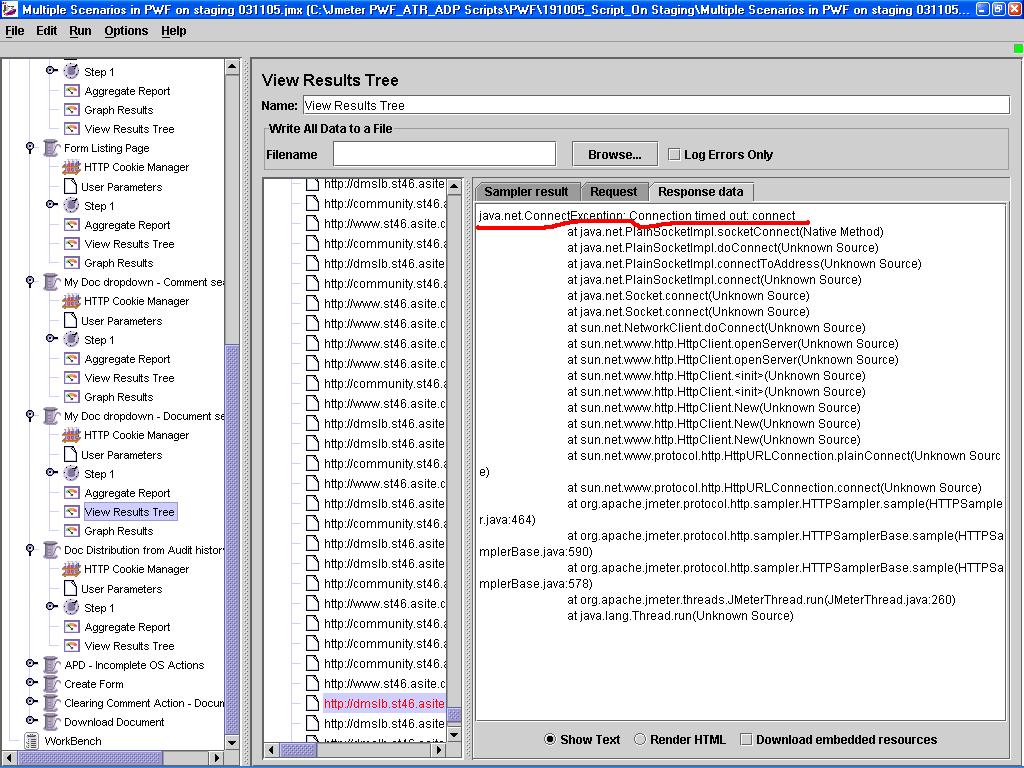 Multiple Scenarios in PWF on staging 031105.jmx (C:\Jmeter PWF_ATR_ADP Scripts\PWF\191005_Script_On Staging\Multiple Scenarios in PWF on staging 031105...
File Edit Run Options Help
Step 1
Aggregate Report
Graph Results
View Results Tree
Form Listing Page
HTTP Cookie Manager
User Parameters
Step 1
Aggregate Report
View Results Tree
Graph Results
My Doc dropdown - Comment sea
HTTP Cookie Manager
User Parameters
Step 1
Aggregate Report
View Results Tree
Graph Results
My Doc dropdown - Document se
HTTP Cookie Manager
User Parameters
Step 1
Aggregate Report
View Results Tree
Graph Results
Doc Distribution from Audit history
HTTP Cookie Manager
User Parameters
Step 1
Aggregate Report
View Results Tree
APD - Incomplete OS Actions
Create Form
Clearing Comment Action - Docun
Download Document
WorkBench
View Results Tree
Name: View Results Tree
Write All Data to a File
Filename Browse... Log Errors Only
http://dmslb.st46.asite
http://community.st46.a
http://www.st46.asite.c
http://community.st46.a
http://dmslb.st46.asite
http://community.st46.a
http://www.st46.asite.c
http://www.st46.asite.c
http://dmslb.st46.asite
http://www.st46.asite.c
http://community.st46.a
http://www.st46.asite.c
http://dmslb.st46.asite
http://dmslb.st46.asite
http://community.st46.a
http://www.st46.asite.c
http://dmslb.st46.asite
http://community.st46.a
http://dmslb.st46.asite
http://dmslb.st46.asite
http://community.st46.a
http://www.st46.asite.c
http://dmslb.st46.asite
http://community.st46.a
http://community.st46.a
http://www.st46.asite.c
http://dmslb.st46.asite
http://dmslb.st46.asite
Sampler result Request Response data
java.net.ConnectException: Connection timed out: connect
at java.net.PlainSocketImpl.socketConnect(Native Method)
at java.net.PlainSocketImpl.doConnect(Unknown Source)
at java.net.PlainSocketImpl.connectToAddress(Unknown Source)
at java.net.PlainSocketImpl.connect(Unknown Source)
at java.net.Socket.connect(Unknown Source)
at java.net.Socket.connect(Unknown Source)
at sun.net.NetworkClient.doConnect(Unknown Source)
at sun.net.www.http.HttpClient.openServer(Unknown Source)
at sun.net.www.http.HttpClient.openServer(Unknown Source)
at sun.net.www.http.HttpClient.<init>(Unknown Source)
at sun.net.www.http.HttpClient.<init>(Unknown Source)
at sun.net.www.http.HttpClient.New(Unknown Source)
at sun.net.www.http.HttpClient.New(Unknown Source)
at sun.net.www.http.HttpClient.New(Unknown Source)
at sun.net.www.protocol.http.HttpURLConnection.plainConnect(Unknown Sourc
e)
at sun.net.www.protocol.http.HttpURLConnection.connect(Unknown Source)
at org.apache.jmeter.protocol.http.sampler.HTTPSampler.sample(HTTPSample
r.java:464)
at org.apache.jmeter.protocol.http.sampler.HTTPSamplerBase.sample(HTTPSa
mplerBase.java:590)
at org.apache.jmeter.protocol.http.sampler.HTTPSamplerBase.sample(HTTPSa
mplerBase.java:578)
at org.apache.jmeter.threads.JMeterThread.run(JMeterThread.java:260)
at java.lang.Thread.run(Unknown Source)
Show Text Render HTML Download embedded resources